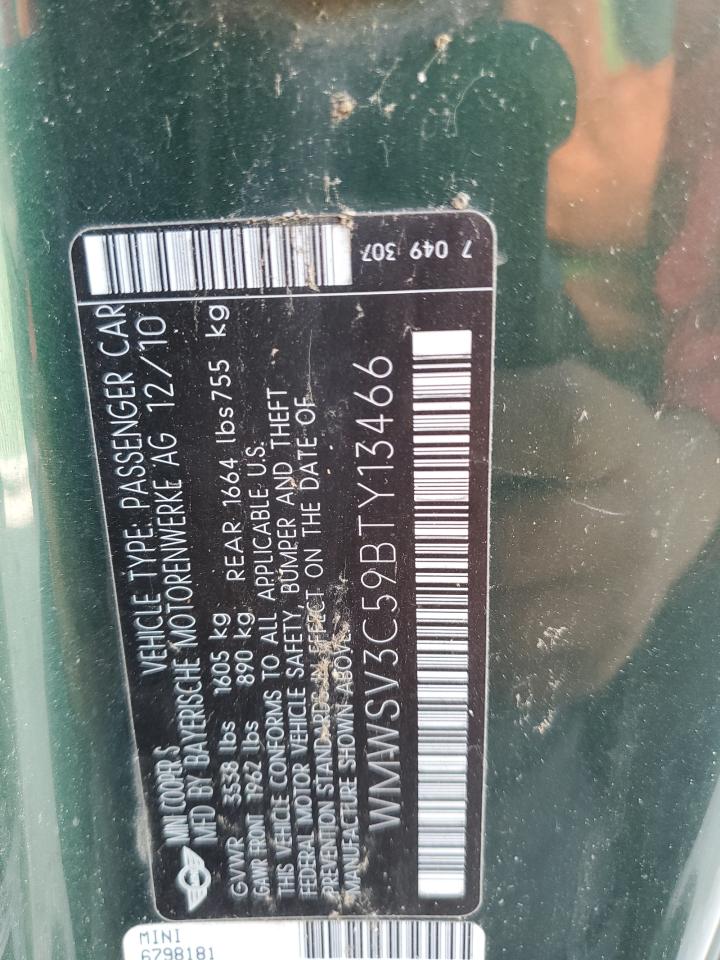 7 049 307
MINI COOPER S VEHICLE TYPE: PASSENGER CAR
MFD BY BAYERISCHE MOTORENWERKE AG 12/10
GVWR 3538 lbs 1605 kg
GAWR FRONT 1962 lbs 890 kg REAR 1664 lbs 755 kg
THIS VEHICLE CONFORMS TO ALL APPLICABLE U.S.
FEDERAL MOTOR VEHICLE SAFETY, BUMPER AND THEFT
PREVENTION STANDARDS IN EFFECT ON THE DATE OF
MANUFACTURE SHOWN ABOVE.
WMWSV3C59BTY13466
MINI
6798181